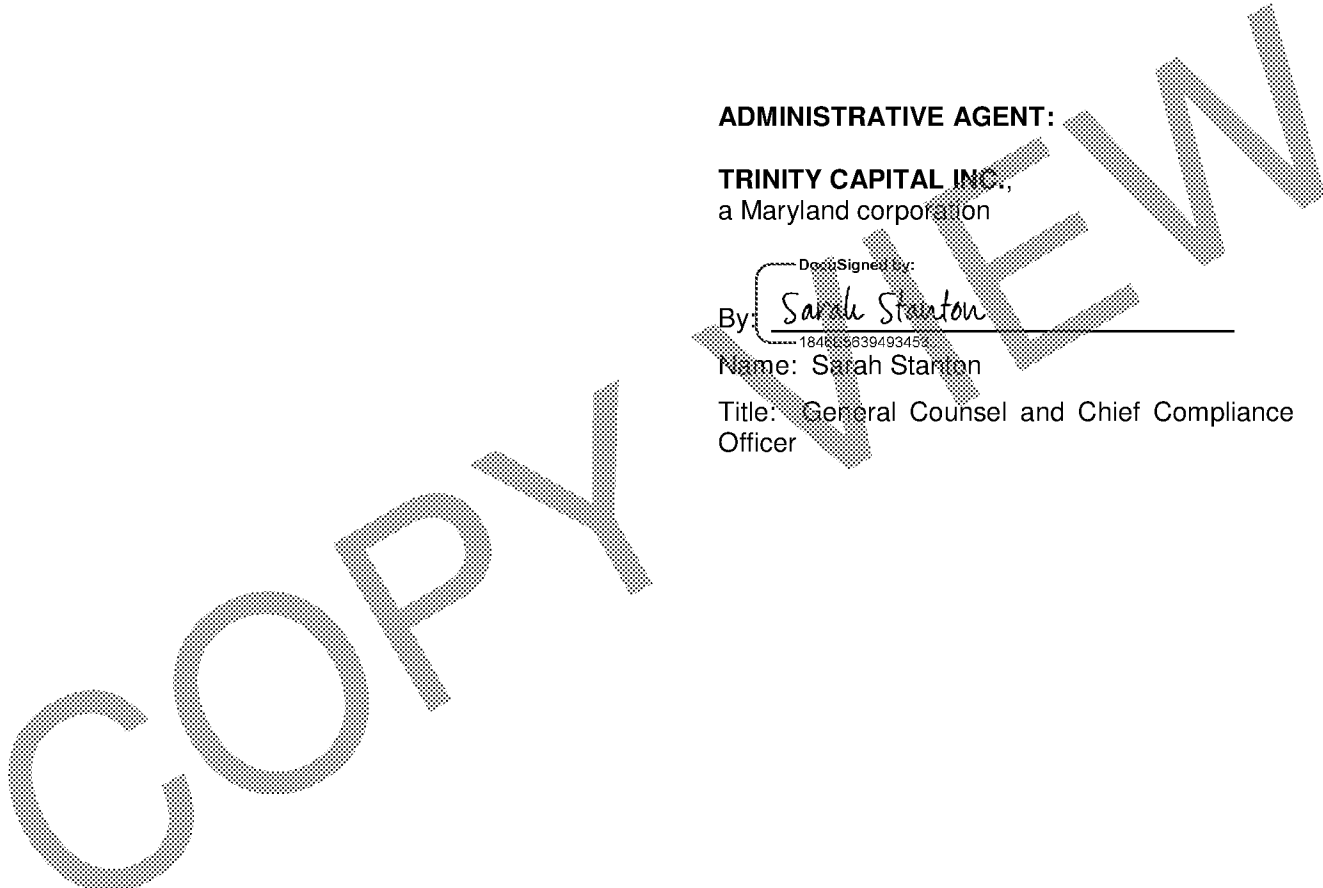 ADMINISTRATIVE AGENT:
TRINITY CAPITAL INC.,
a Maryland corporation
DocuSigned by:
By: Sarah Stanton
Name: Sarah Stanton
Title: General Counsel and Chief Compliance
Officer
COPY VIEW